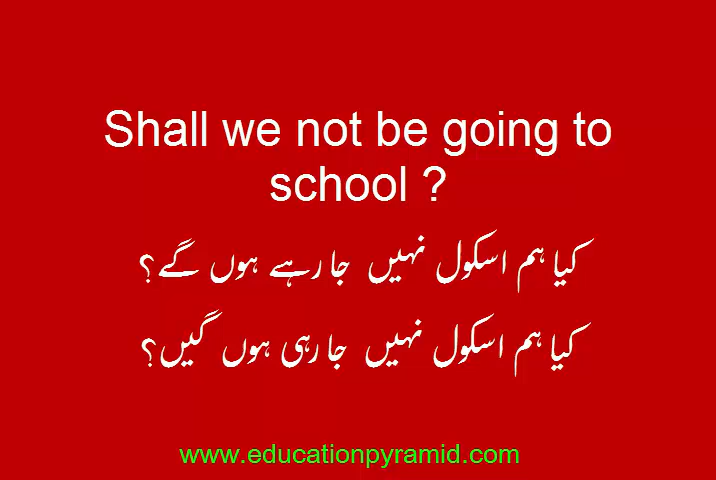 Shall we not be going to
school ?
کیا ہم اسکول نہیں جا رہے ہوں گے؟
کیا ہم اسکول نہیں جا رہی ہوں گیں؟
www.educationpyramid.com